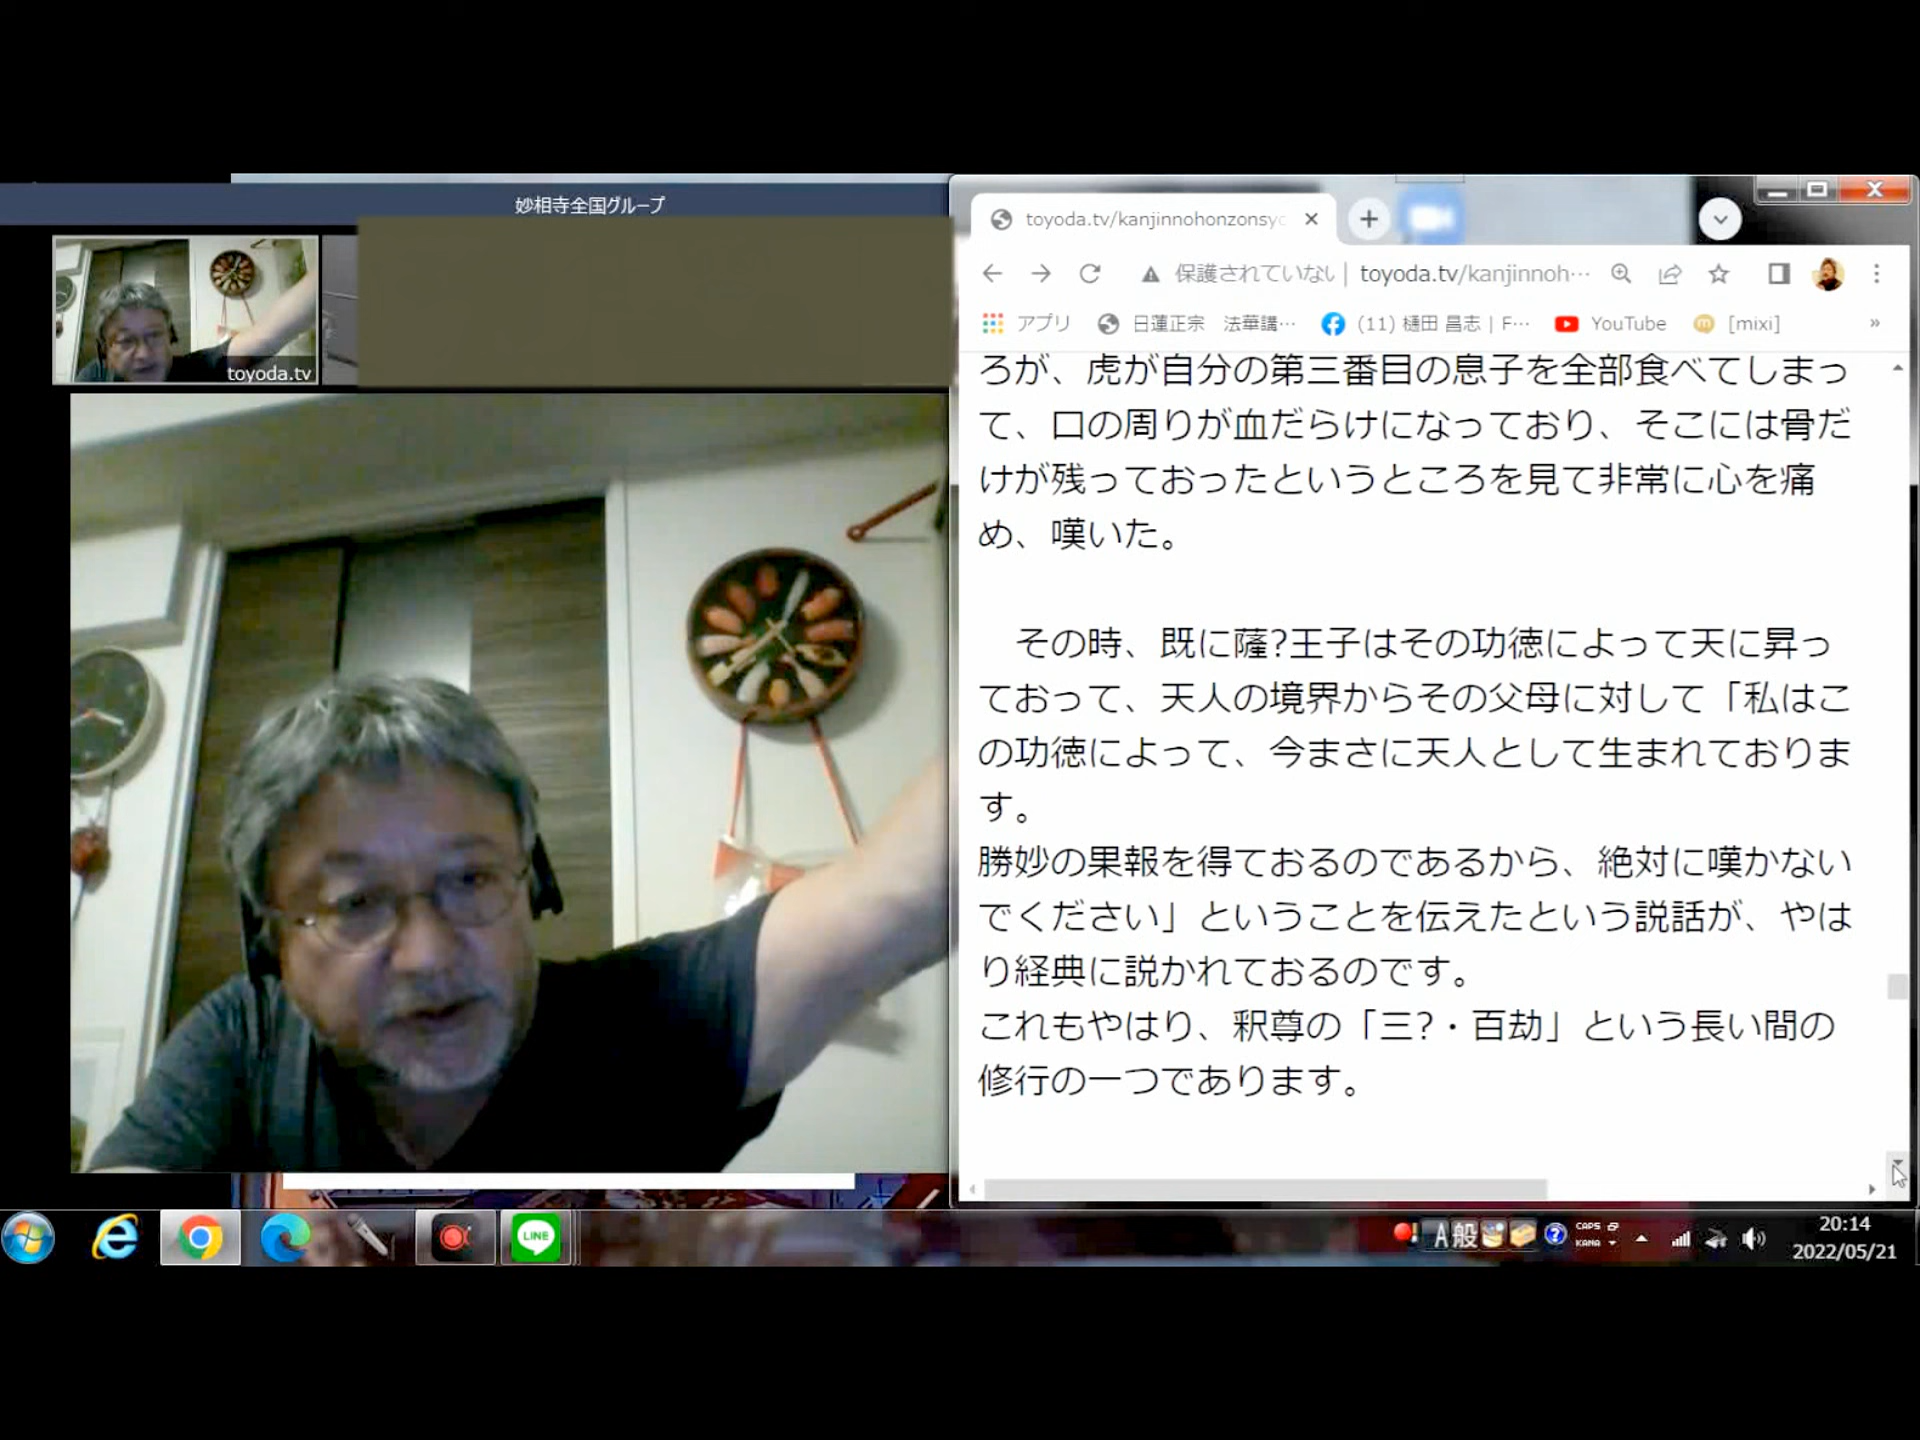 妙相寺全国グループ
toyoda.tv
toyoda.tv/kanjinnohonzonsyo
保護されていない
toyoda.tv/kanjinnoh…
アプリ
日蓮正宗 法華講…
(11) 樋田 昌志 | F…
YouTube
[mixi]
»
ろが、虎が自分の第三番目の息子を全部食べてしまっ
て、口の周りが血だらけになっており、そこには骨だ
けが残っておったというところを見て非常に心を痛
め、嘆いた。
その時、既に薩?王子はその功徳によって天に昇っ
ておって、天人の境界からその父母に対して「私はこ
の功徳によって、今まさに天人として生まれておりま
す。
勝妙の果報を得ておるのであるから、絶対に嘆かない
でください」ということを伝えたという説話が、やは
り経典に説かれておるのです。
これもやはり、釈尊の「三?・百劫」という長い間の
修行の一つであります。
LINE
A 般
CAPS
KANA
20:14
2022/05/21